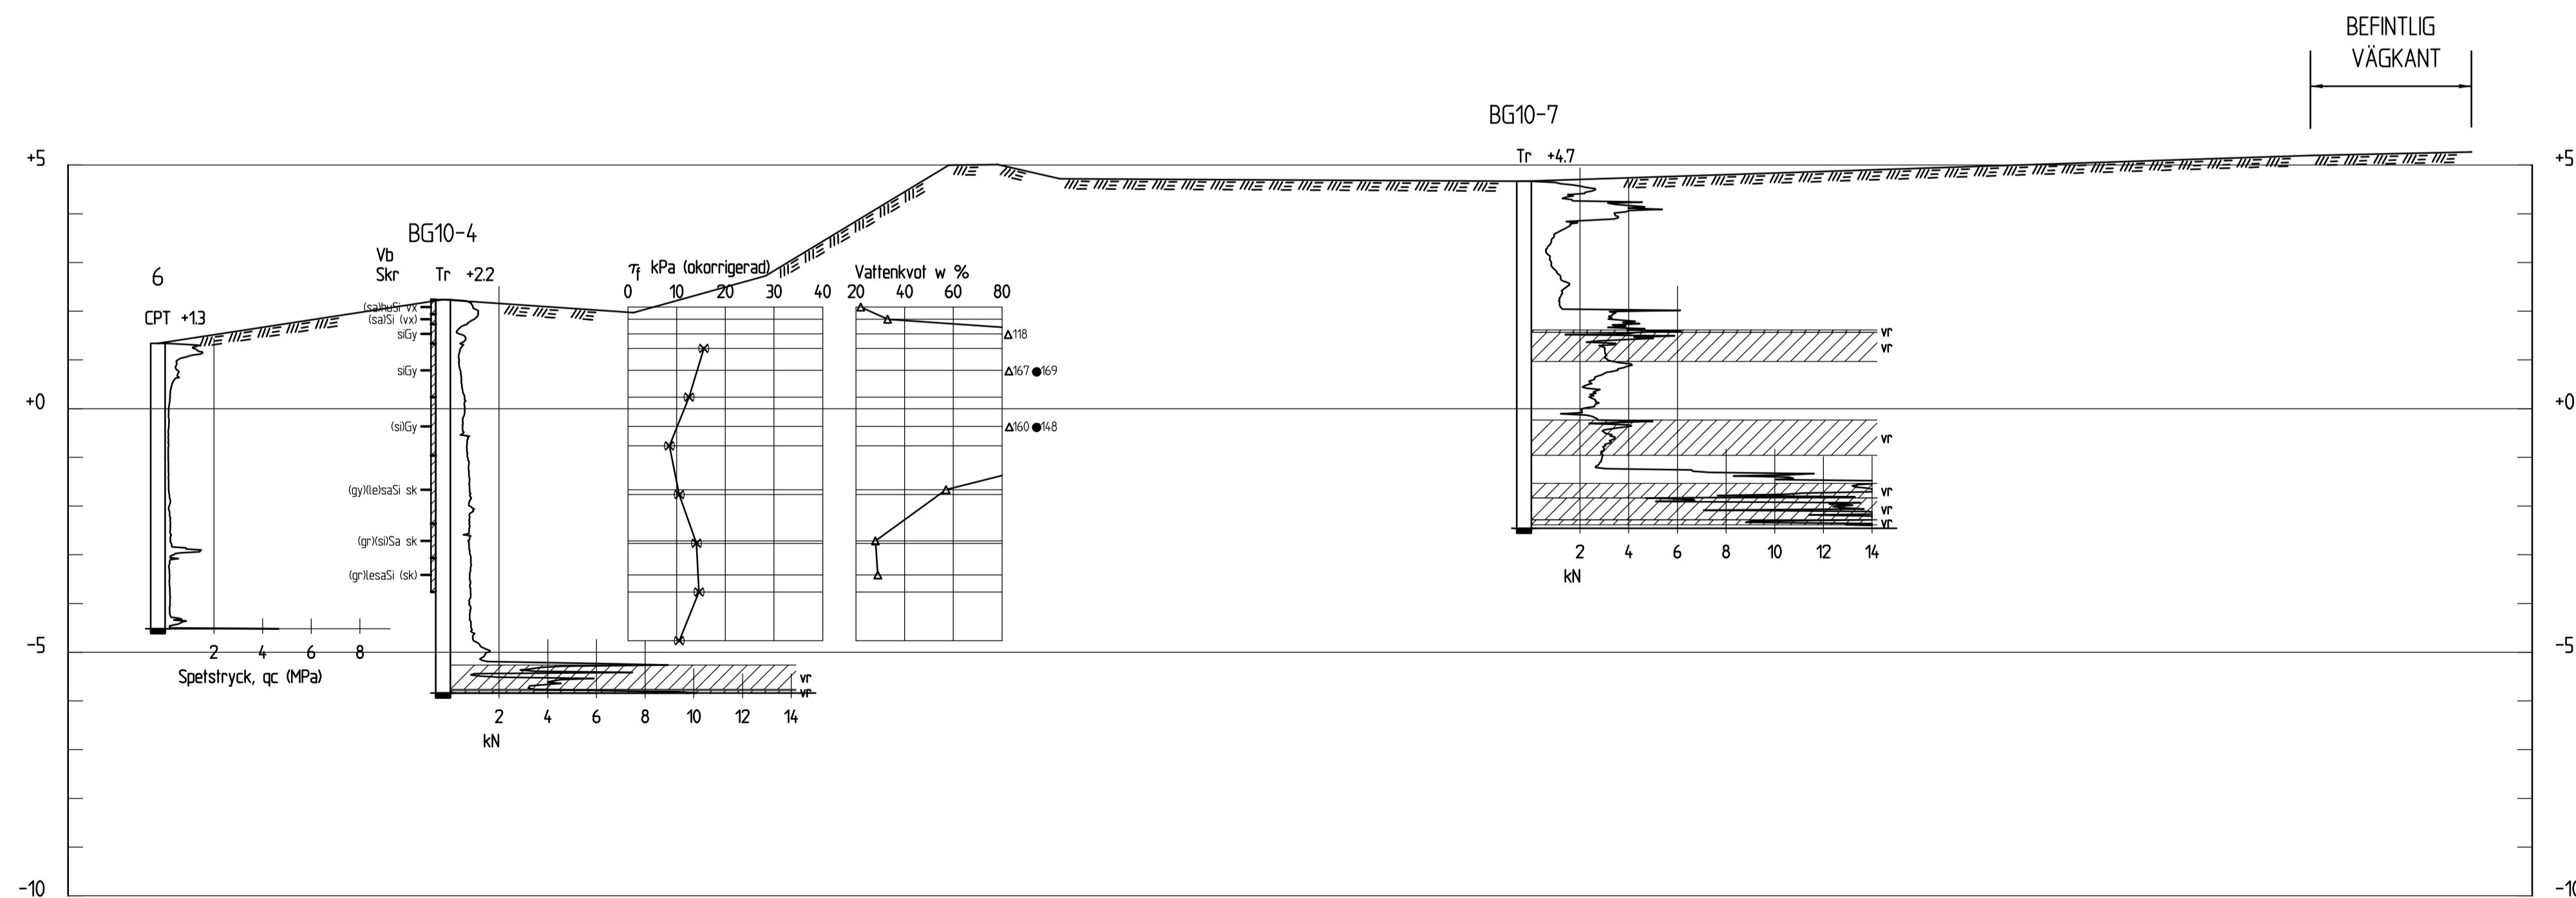 BEFINTLIG
VÄGKANT
BG10-7
Tr +4.7
+5 +5
BG10-4
Vb
Skr Tr +2.2
6
CPT +1.3
τf kPa (okorrigerad)
0 10 20 30 40
Vattenkvot w %
20 40 60 80
(sa)huSi vx
(sa)Si (vx)
siGy
118
siGy
167 169
+0 +0
(si)Gy
160 148
(gy)(le)saSi sk
(gr)(si)Sa sk
(gr)lesaSi (sk)
vr
vr
vr
vr
vr
vr
2 4 6 8 10 12 14
kN
-5 -5
2 4 6 8
Spetstryck, qc (MPa)
vr
vr
2 4 6 8 10 12 14
kN
-10 -10